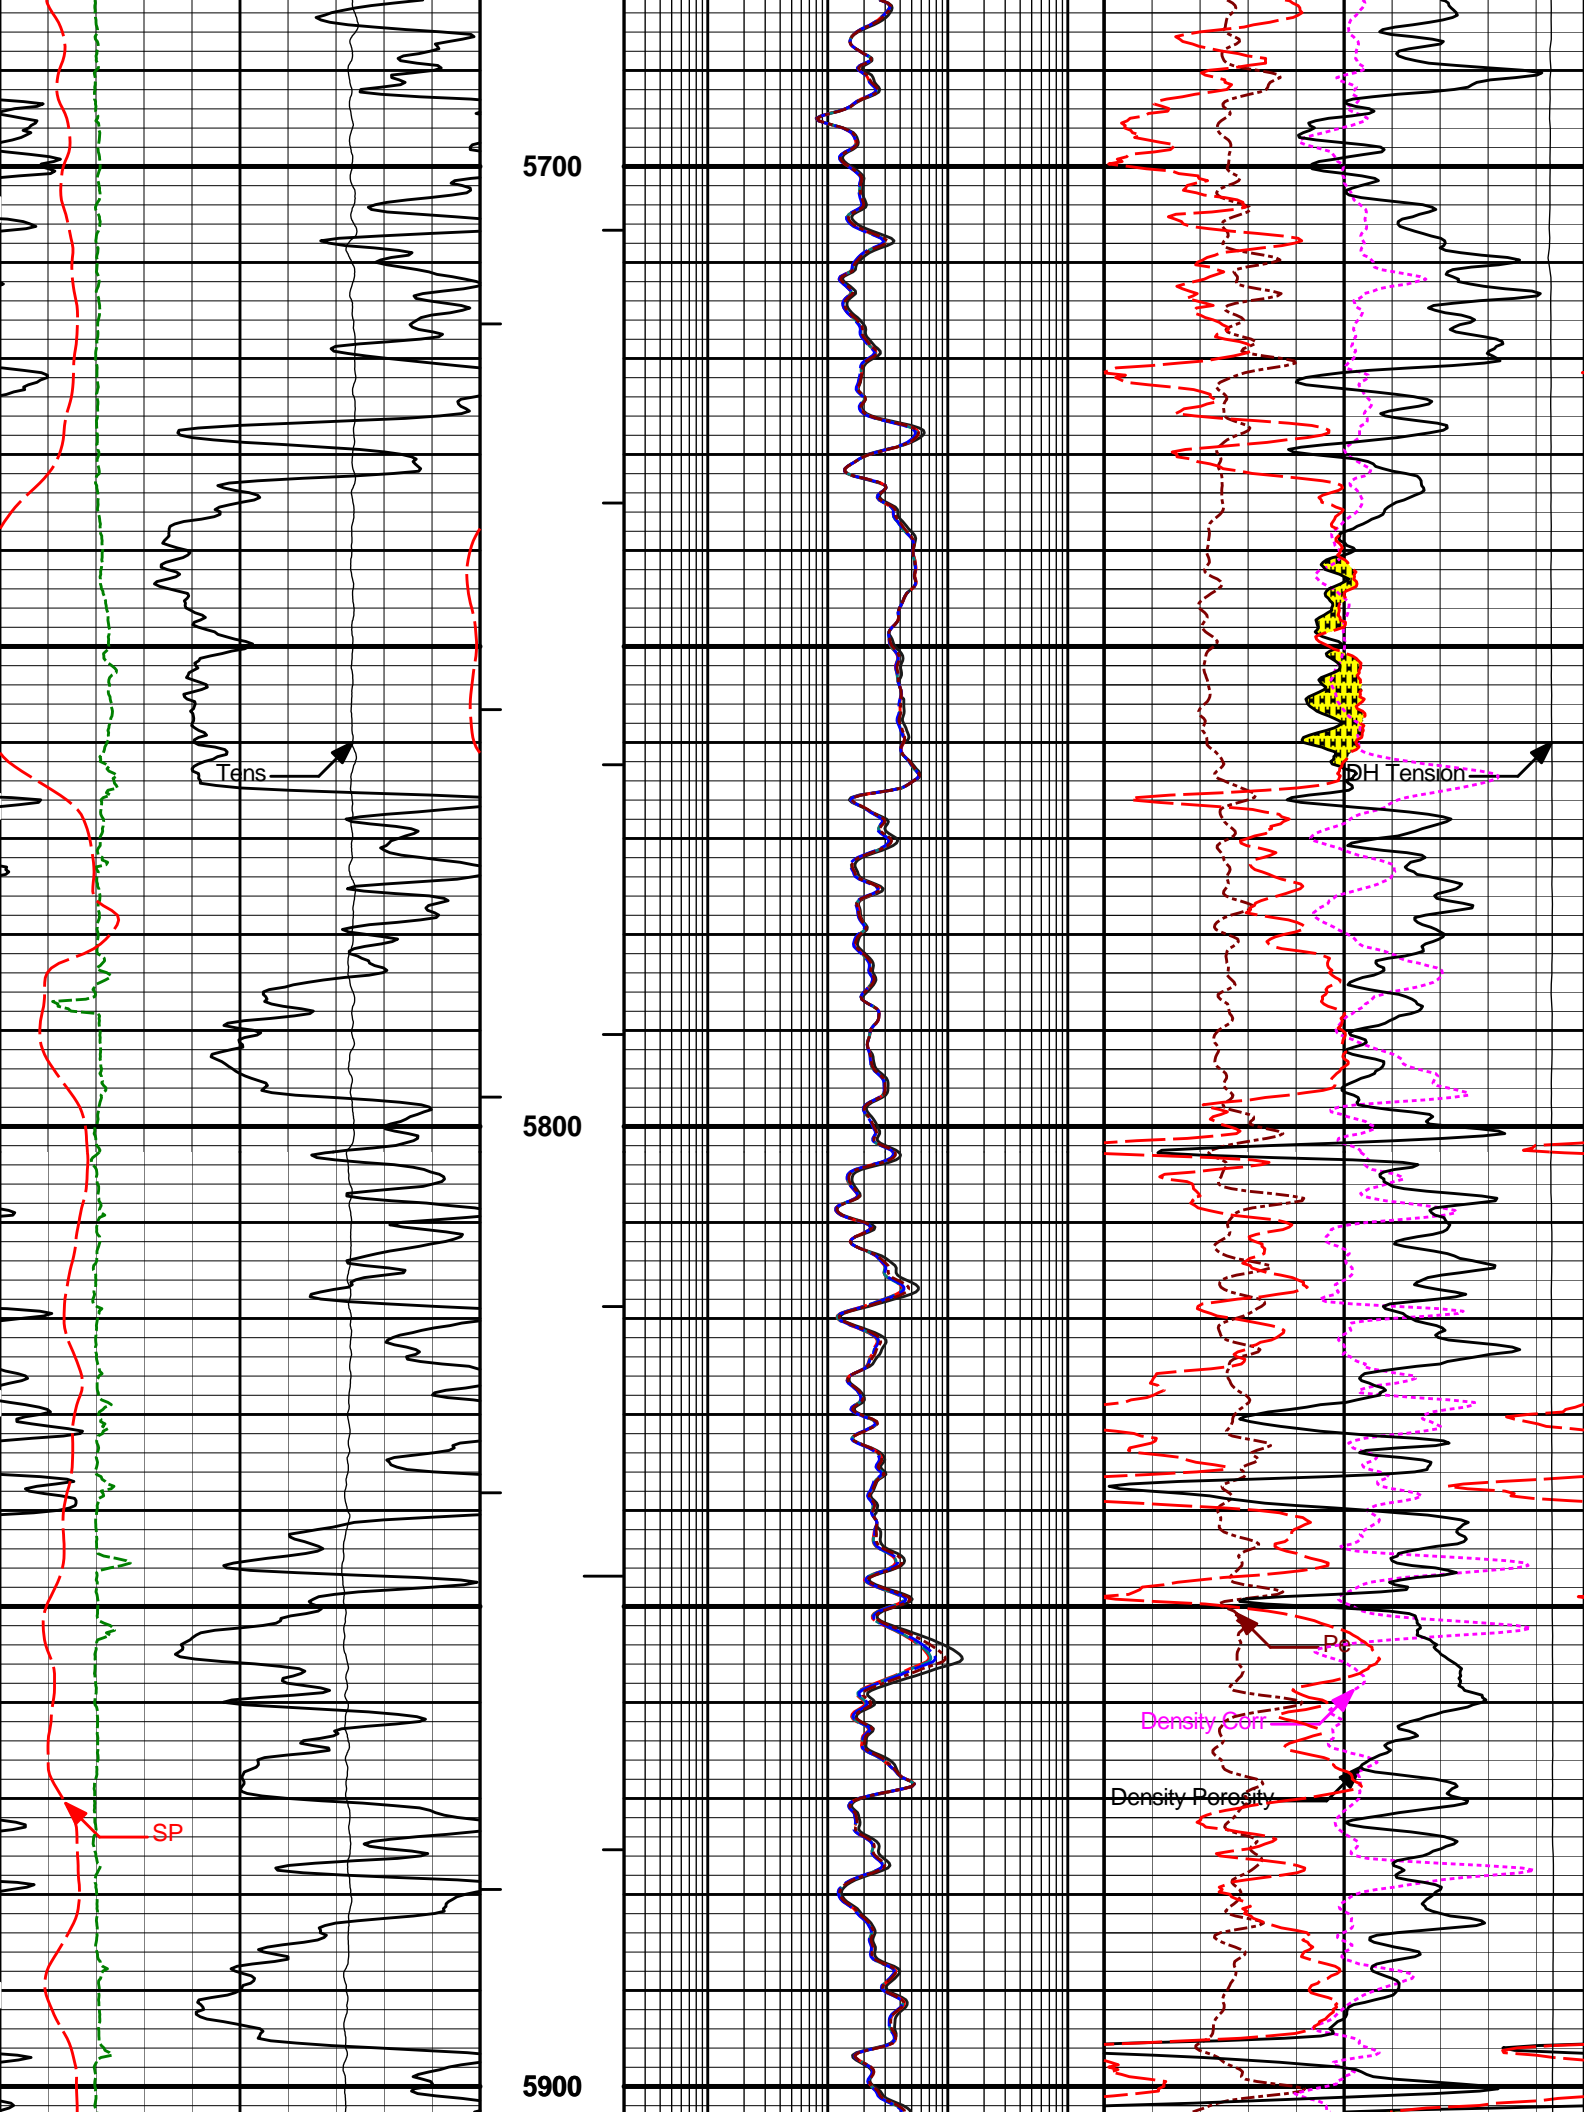 5700
Tens
DH Tension
5800
Pe
Density Corr
Density Porosity
SP
5900